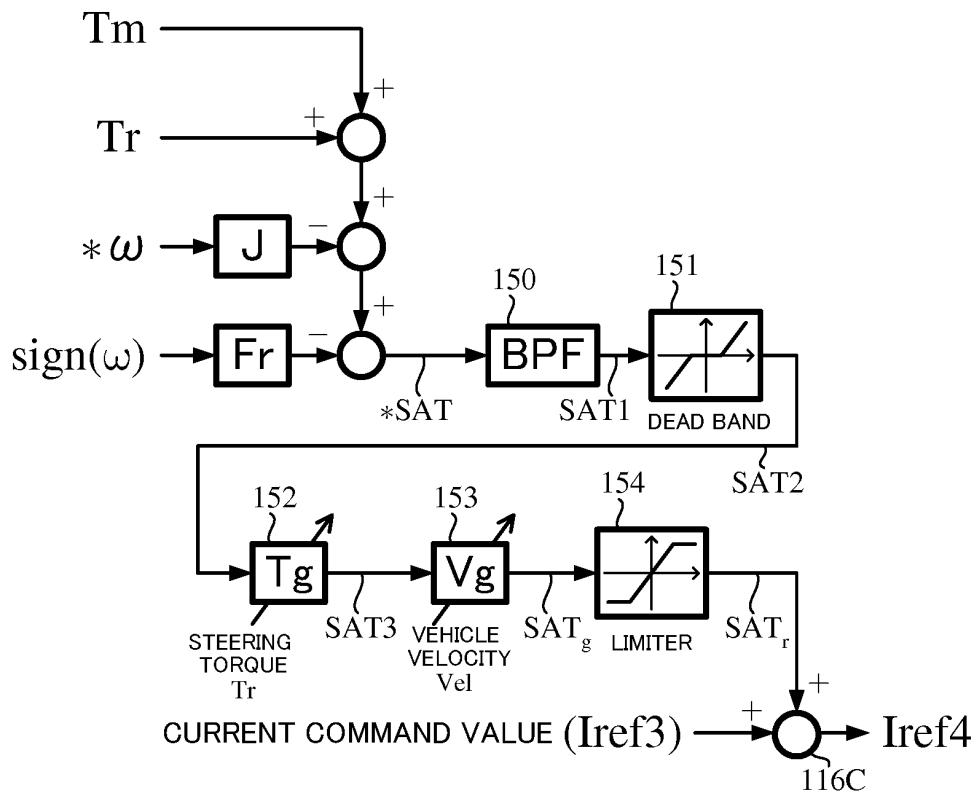 Tm
+
+
Tr
+
*ω
J
−
+
sign(ω)
Fr
−
*SAT
150
BPF
SAT1
151
DEAD BAND
SAT2
152
Tg
STEERING
TORQUE
Tr
SAT3
153
Vg
VEHICLE
VELOCITY
Vel
SATg
154
LIMITER
SATr
+
CURRENT COMMAND VALUE (Iref3)
+
Iref4
116C